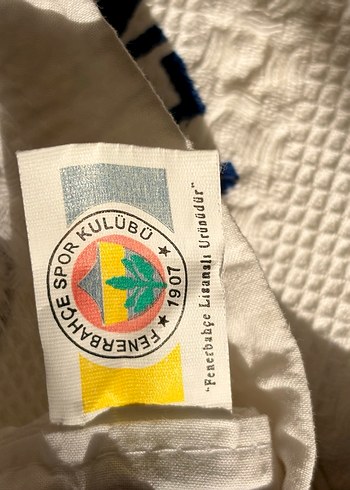 FENERBAHÇE SPOR KULÜBÜ
1907
"Fenerbahçe Lisanslı Ürünüdür"